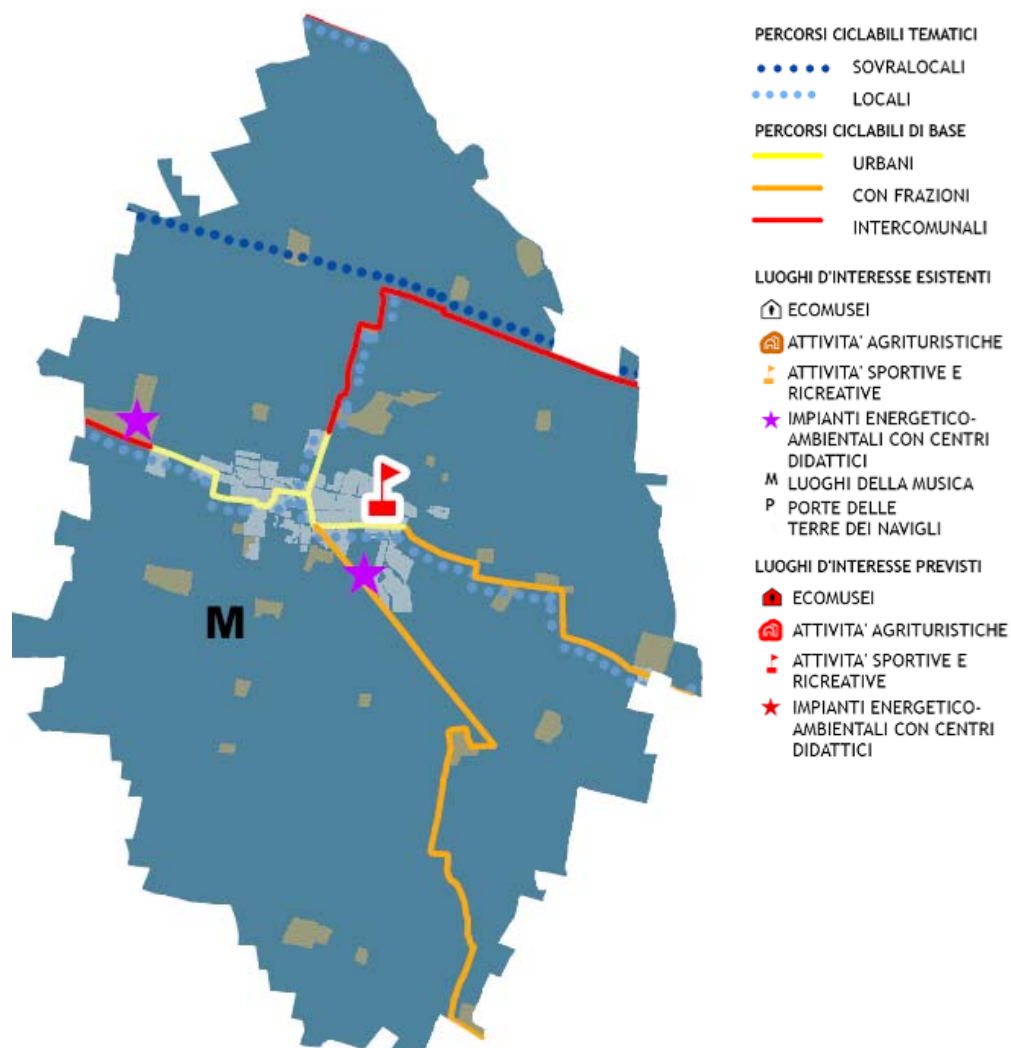 PERCORSI CICLABILI TEMATICI
SOVRALOCALI
LOCALI
PERCORSI CICLABILI DI BASE
URBANI
CON FRAZIONI
INTERCOMUNALI
LUOGHI D'INTERESSE ESISTENTI
ECOMUSEI
ATTIVITA' AGRITURISTICHE
ATTIVITA' SPORTIVE E
RICREATIVE
IMPIANTI ENERGETICO-
AMBIENTALI CON CENTRI
DIDATTICI
M LUOGHI DELLA MUSICA
P PORTE DELLE
TERRE DEI NAVIGLI
LUOGHI D'INTERESSE PREVISTI
ECOMUSEI
ATTIVITA' AGRITURISTICHE
ATTIVITA' SPORTIVE E
RICREATIVE
IMPIANTI ENERGETICO-
AMBIENTALI CON CENTRI
DIDATTICI
M